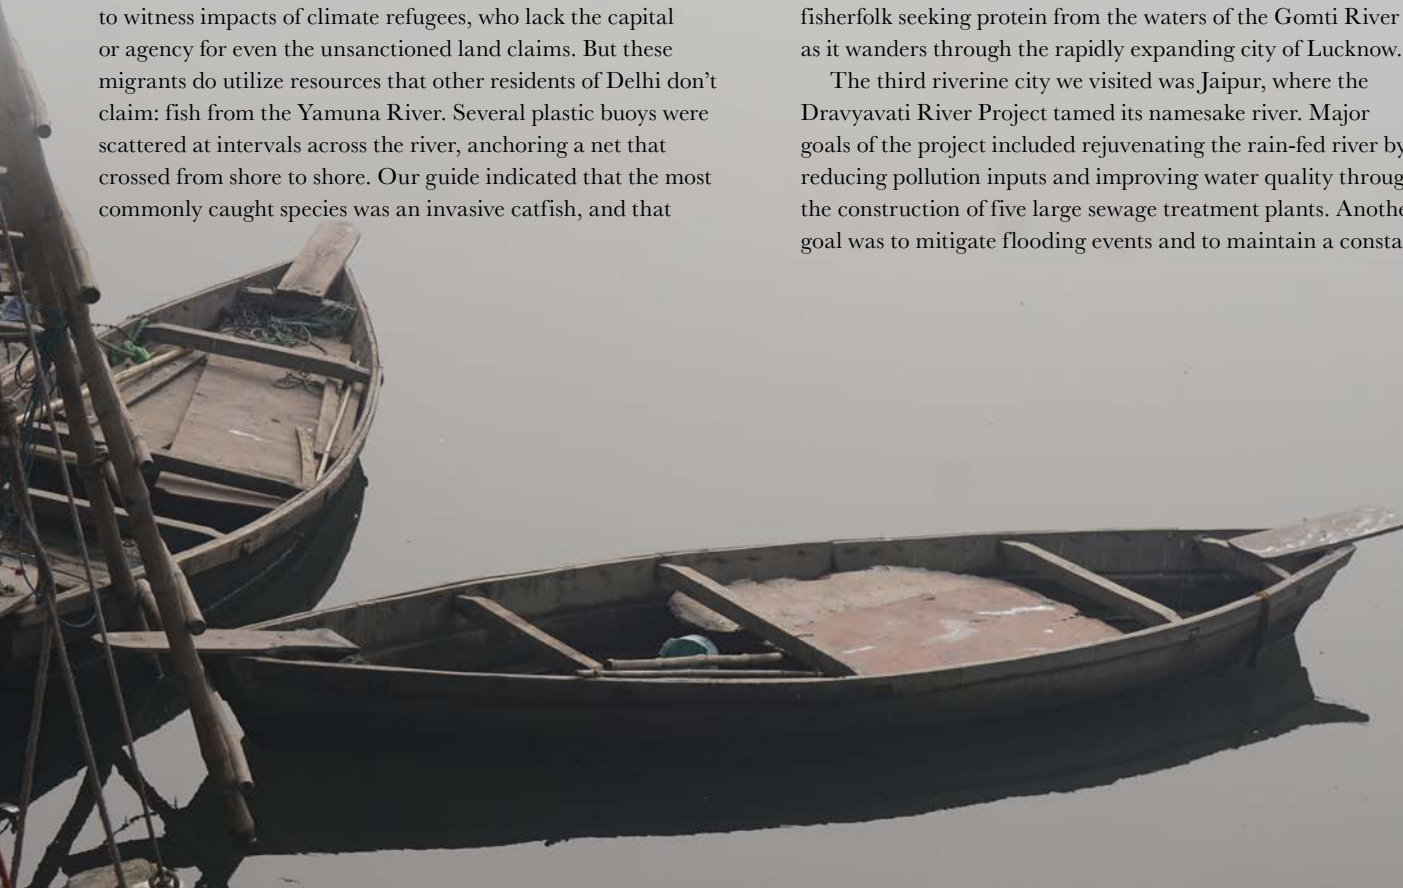 to witness impacts of climate refugees, who lack the capital
or agency for even the unsanctioned land claims. But these
migrants do utilize resources that other residents of Delhi don’t
claim: fish from the Yamuna River. Several plastic buoys were
scattered at intervals across the river, anchoring a net that
crossed from shore to shore. Our guide indicated that the most
commonly caught species was an invasive catfish, and that
fisherfolk seeking protein from the waters of the Gomti River
as it wanders through the rapidly expanding city of Lucknow.
The third riverine city we visited was Jaipur, where the
Dravyavati River Project tamed its namesake river. Major
goals of the project included rejuvenating the rain-fed river by
reducing pollution inputs and improving water quality throug
the construction of five large sewage treatment plants. Anothe
goal was to mitigate flooding events and to maintain a consta